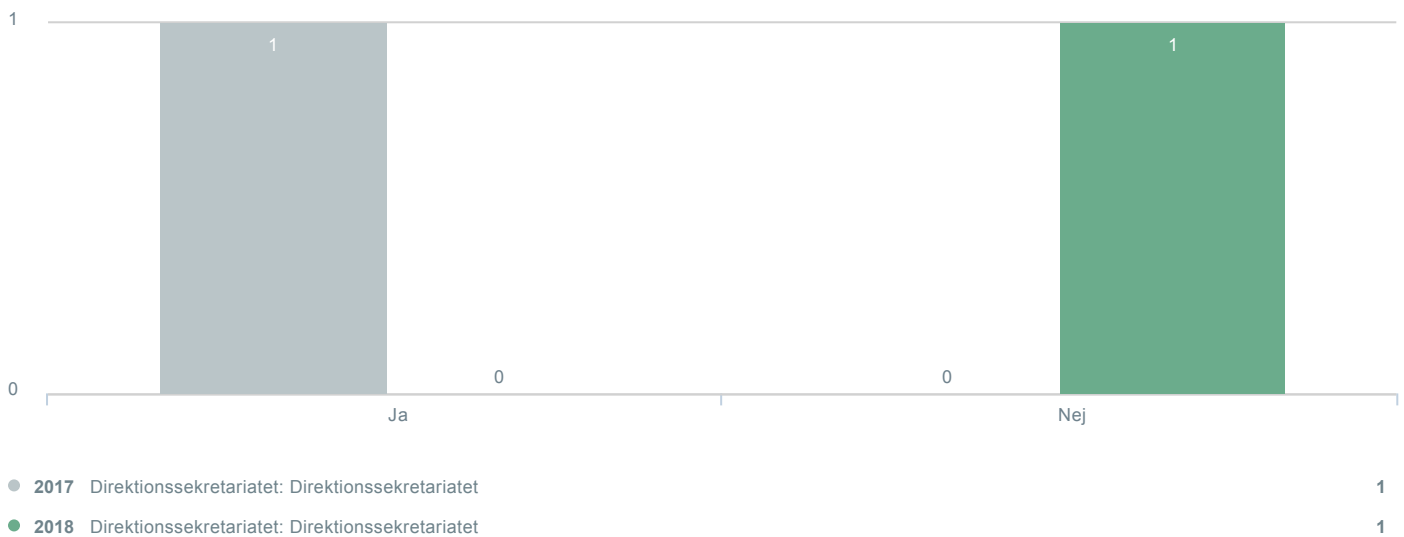 1
1
1
0
0
0
Ja
Nej
2017 Direktionssekretariatet: Direktionssekretariatet 1
2018 Direktionssekretariatet: Direktionssekretariatet 1